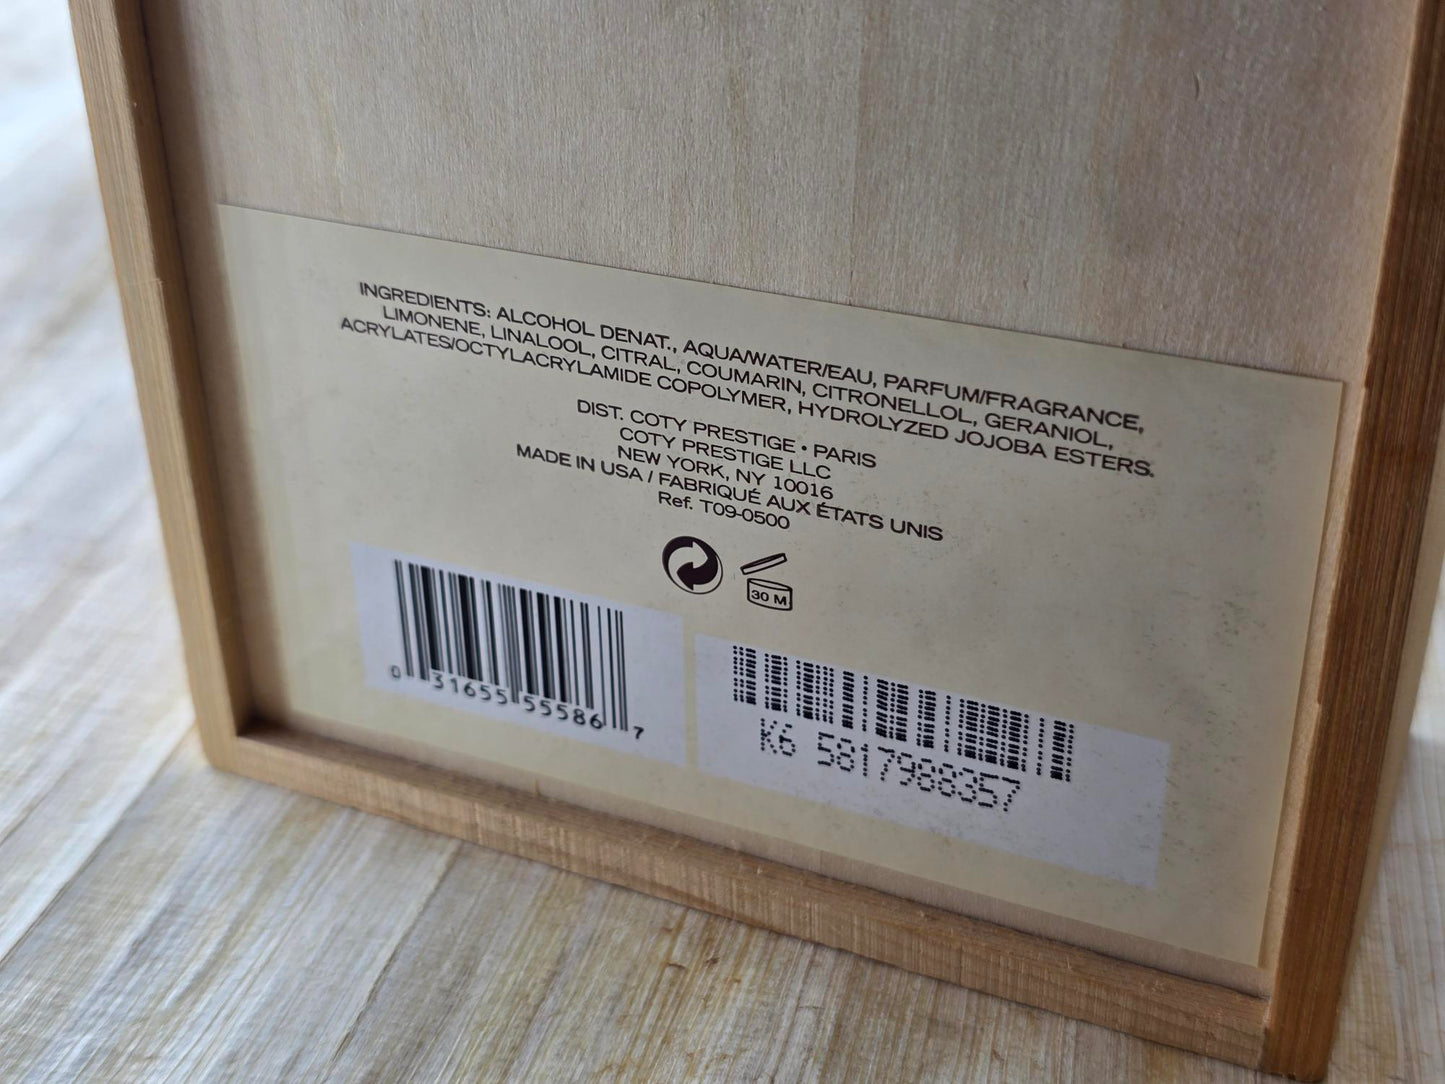 INGREDIENTS: ALCOHOL DENAT., AQUA/WATER/EAU, PARFUM/FRAGRANCE,
LIMONENE, LINALOOL, CITRAL, COUMARIN, CITRONELLOL, GERANIOL,
ACRYLATES/OCTYLACRYLAMIDE COPOLYMER, HYDROLYZED JOJOBA ESTERS.
DIST. COTY PRESTIGE • PARIS
COTY PRESTIGE LLC
NEW YORK, NY 10016
MADE IN USA / FABRIQUÉ AUX ÉTATS UNIS
Ref. T09-0500
30 M
0 31655 55586 7
K6 5817988357